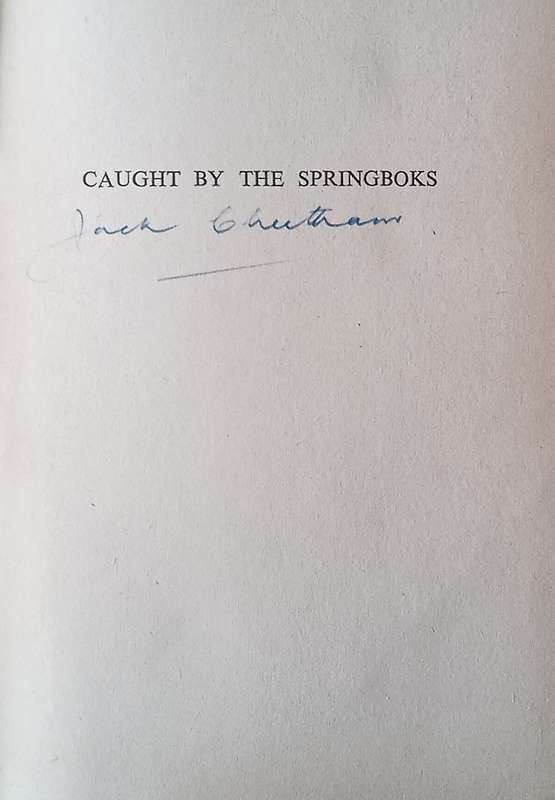 CAUGHT BY THE SPRINGBOKS
Jack Cheetham